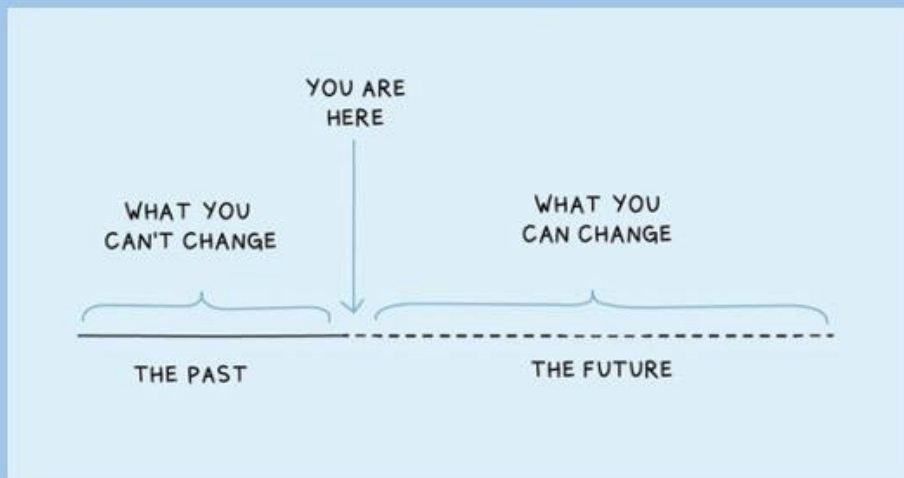 YOU ARE
HERE
WHAT YOU
CAN'T CHANGE
WHAT YOU
CAN CHANGE
THE PAST
THE FUTURE